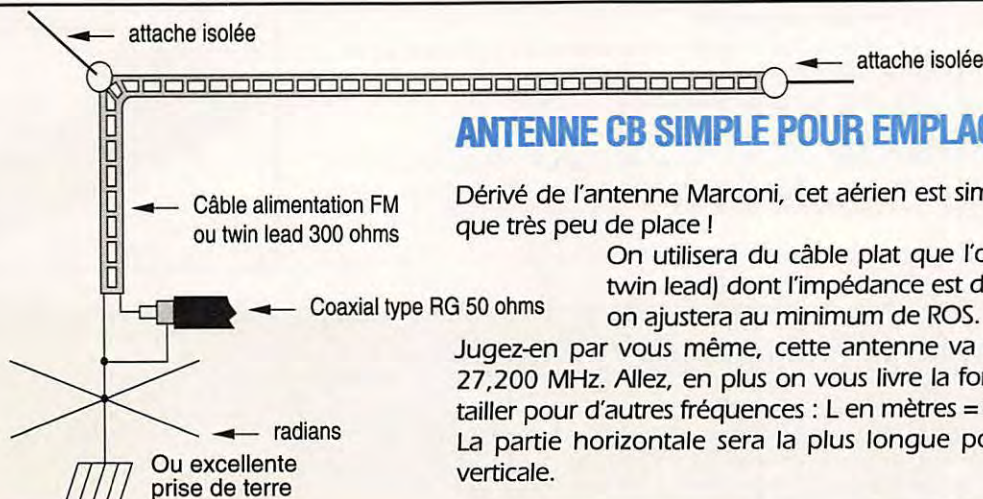 attache isolée
attache isolée
Câble alimentation FM
ou twin lead 300 ohms
Coaxial type RG 50 ohms
radians
Ou excellente
prise de terre
ANTENNE CB SIMPLE POUR
Dérivé de l'antenne Marconi, cet aérien est
que très peu de place !
On utilisera du câble plat que
twin lead) dont l'impédance est
on ajustera au minimum de ROS.
Jugez-en par vous même, cette antenne va
27,200 MHz. Allez, en plus on vous livre la
tailler pour d'autres fréquences : L en mètres =
La partie horizontale sera la plus longue
verticale.